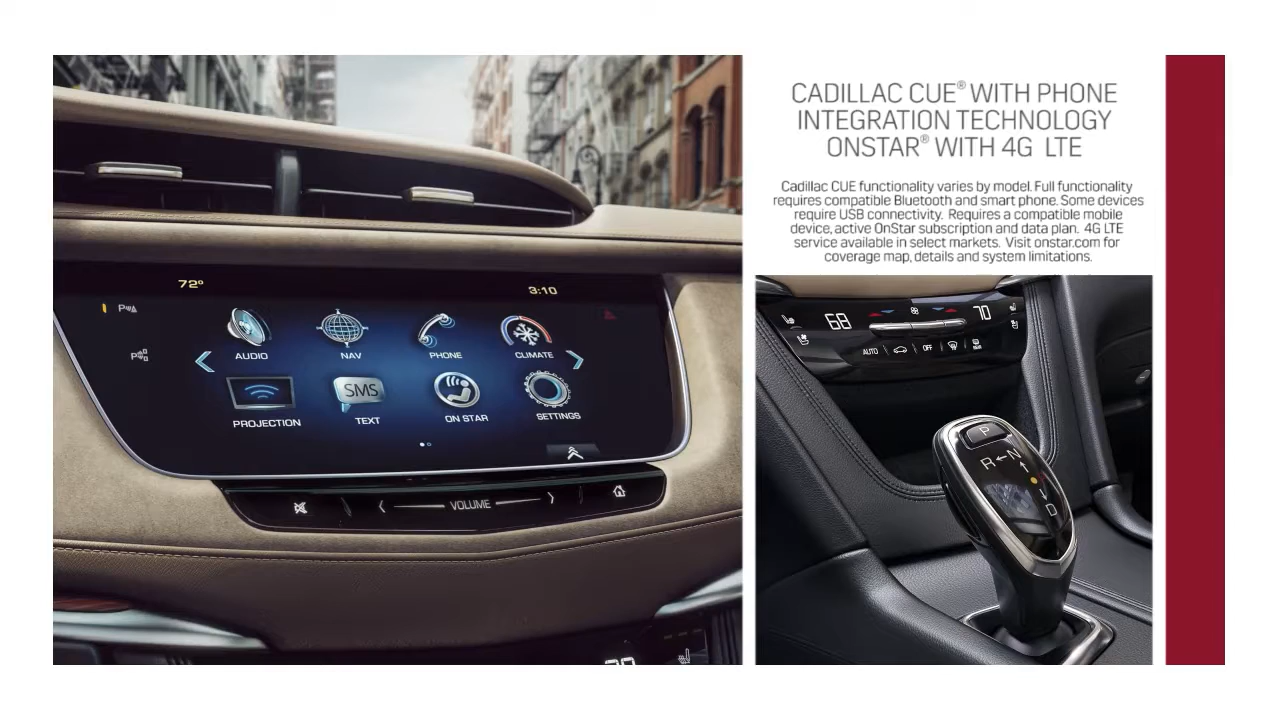 CADILLAC CUE® WITH PHONE
INTEGRATION TECHNOLOGY
ONSTAR® WITH 4G LTE
Cadillac CUE functionality varies by model. Full functionality
requires compatible Bluetooth and smart phone. Some devices
require USB connectivity. Requires a compatible mobile
device, active OnStar subscription and data plan. 4G LTE
service available in select markets. Visit onstar.com for
coverage map, details and system limitations.
72° 3:10
AUDIO NAV PHONE CLIMATE
SMS
PROJECTION TEXT ON STAR SETTINGS
VOLUME
68 70
AUTO OFF
P
R N
D